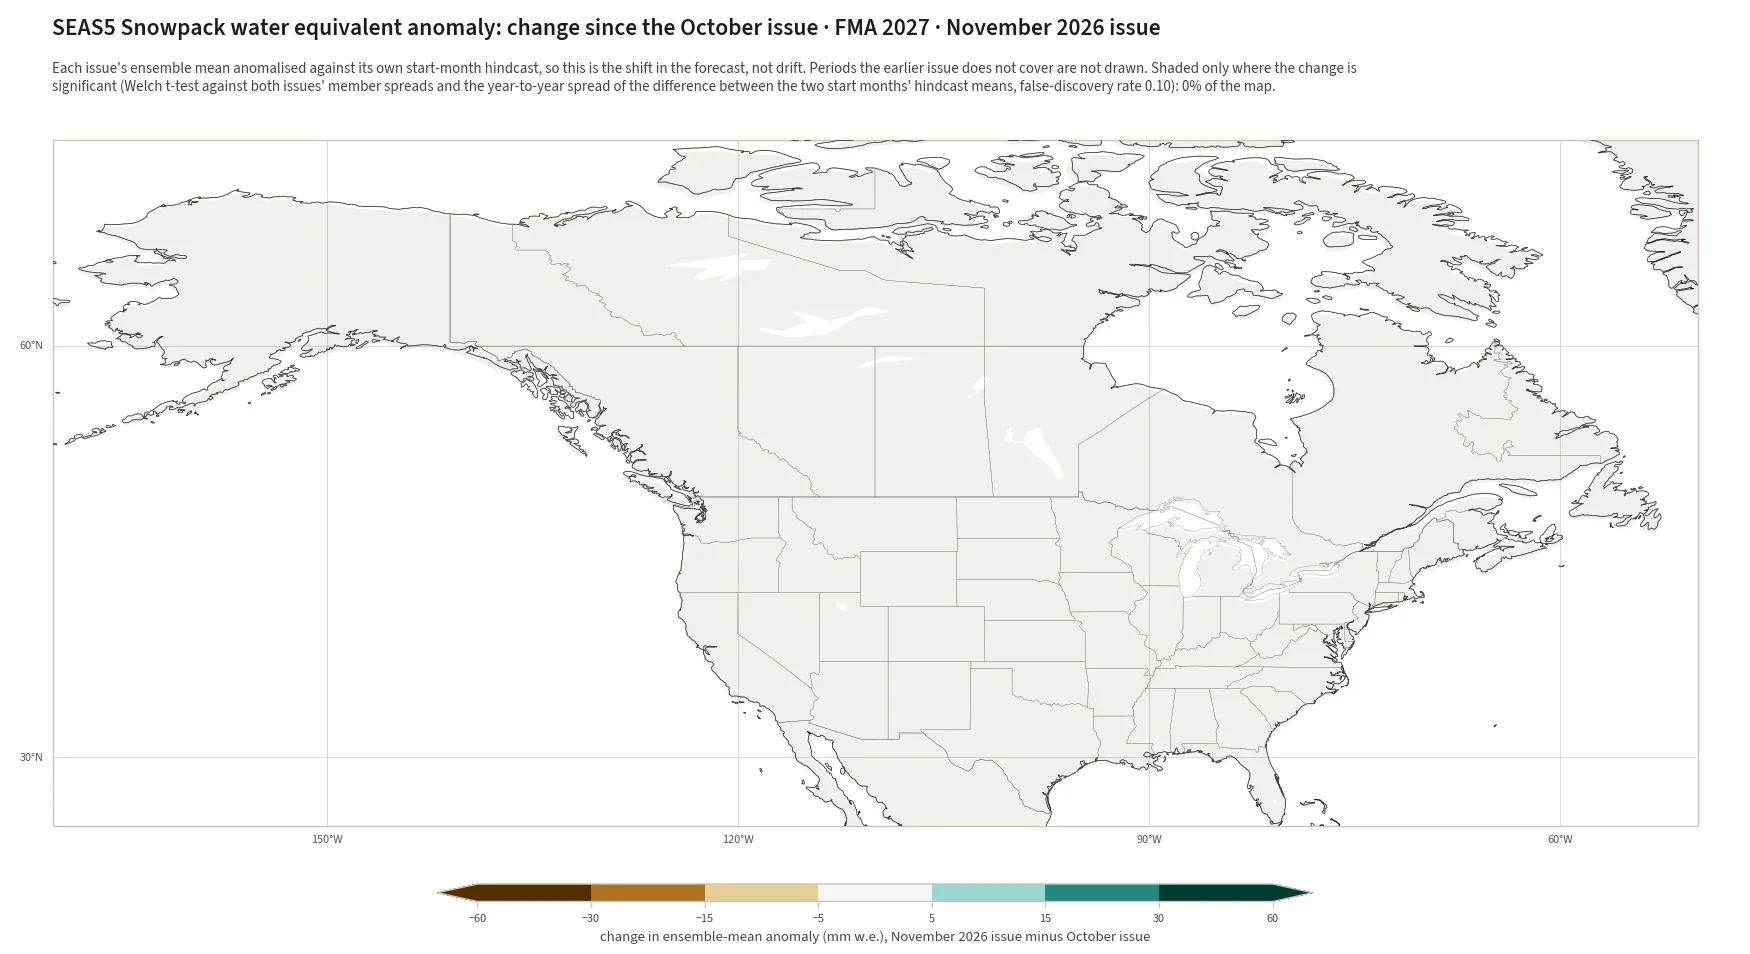 SEAS5 Snowpack water equivalent anomaly: change since the October issue · FMA 2027 · November 2026 issue
Each issue's ensemble mean anomalised against its own start-month hindcast, so this is the shift in the forecast, not drift. Periods the earlier issue does not cover are not drawn. Shaded only where the change is
significant (Welch t-test against both issues' member spreads and the year-to-year spread of the difference between the two start months' hindcast means, false-discovery rate 0.10): 0% of the map.
60°N
30°N
150°W 120°W 90°W 60°W
−60 −30 −15 −5 5 15 30 60
change in ensemble-mean anomaly (mm w.e.), November 2026 issue minus October issue